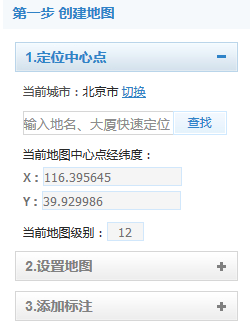 第一步 创建地图
1.定位中心点
当前城市：北京市 切换
输入地名、大厦快速定位 查找
当前地图中心点经纬度：
X：116.395645
Y：39.929986
当前地图级别：12
2.设置地图
3.添加标注